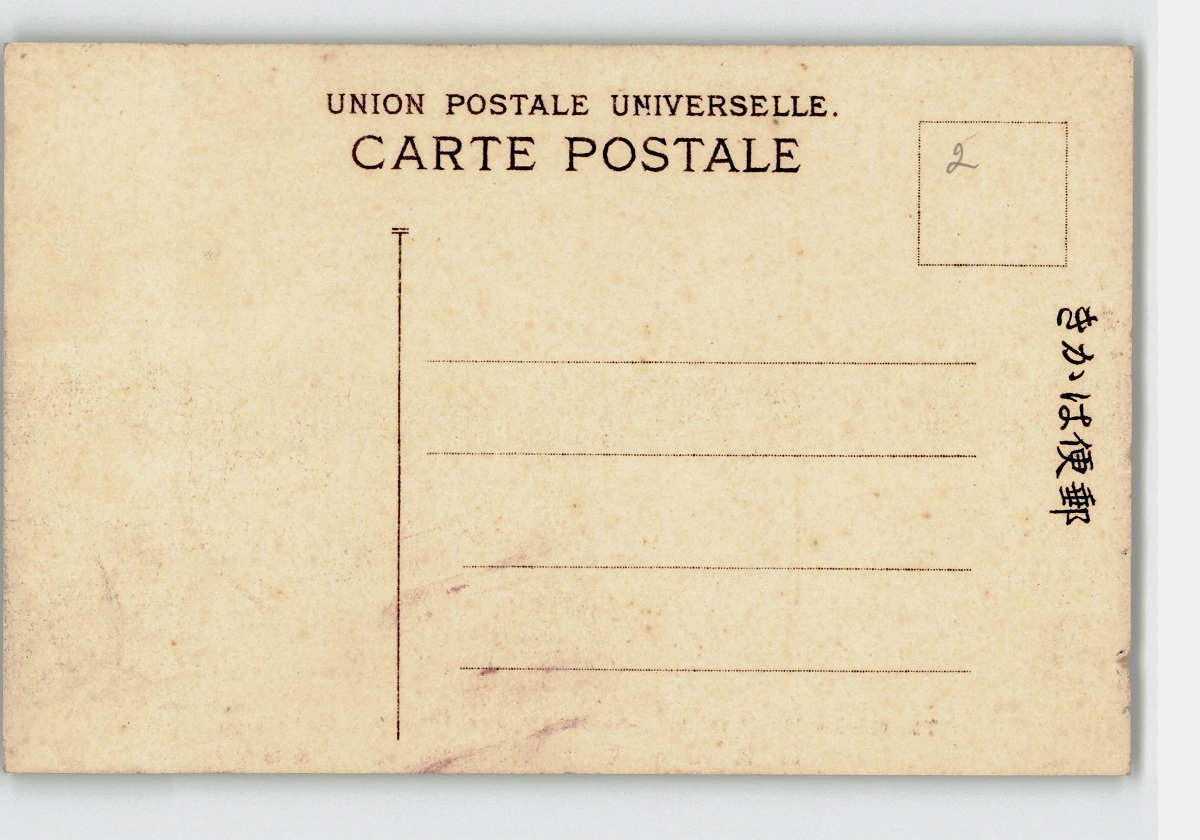 UNION POSTALE UNIVERSELLE.
CARTE POSTALE
2
きかは便郵